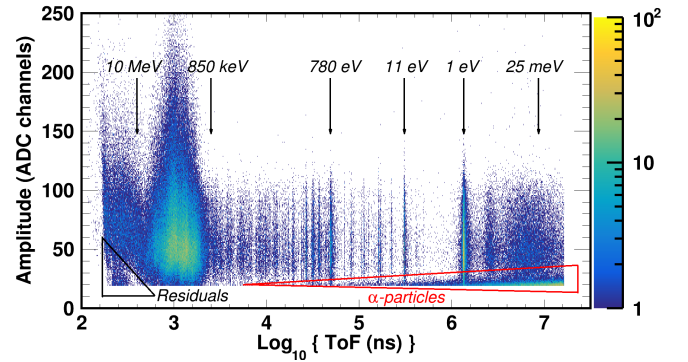 250
200
150
100
50
0
Amplitude (ADC channels)
10 MeV 850 keV 780 eV 11 eV 1 eV 25 meV
Residuals
α-particles
2 3 4 5 6 7
Log10 { ToF (ns) }
10²
10
1